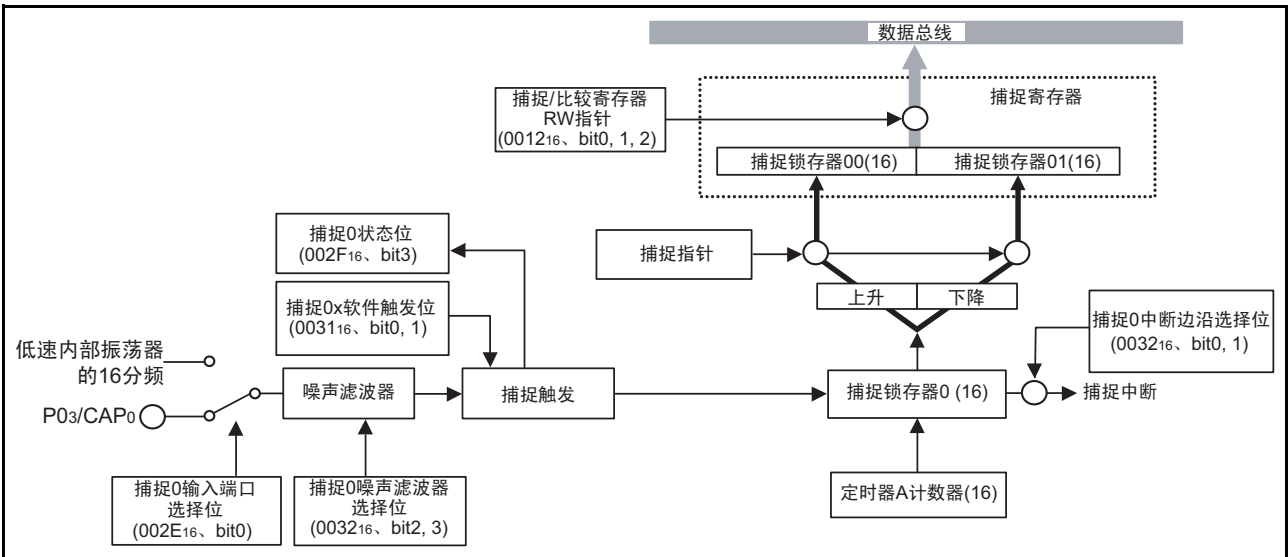 数据总线
捕捉/比较寄存器
RW指针
(0012₁₆、bit0, 1, 2)
捕捉寄存器
捕捉锁存器00(16)
捕捉锁存器01(16)
捕捉0状态位
(002F₁₆、bit3)
捕捉指针
捕捉0x软件触发位
(0031₁₆、bit0, 1)
上升
下降
捕捉0中断边沿选择位
(0032₁₆、bit0, 1)
低速内部振荡器
的16分频
P0₃/CAP₀
噪声滤波器
捕捉触发
捕捉锁存器0 (16)
捕捉中断
捕捉0输入端口
选择位
(002E₁₆、bit0)
捕捉0噪声滤波器
选择位
(0032₁₆、bit2, 3)
定时器A计数器(16)